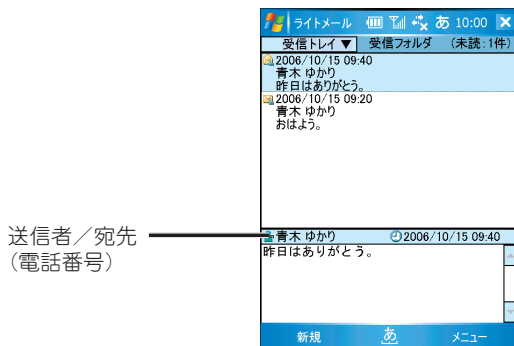 ライトメール あ 10:00
受信トレイ▼ 受信フォルダ (未読:1件)
2006/10/15 09:40
青木 ゆかり
昨日はありがとう。
2006/10/15 09:20
青木 ゆかり
おはよう。
送信者／宛先
(電話番号)
青木 ゆかり 2006/10/15 09:40
昨日はありがとう。
新規 あ メニュー